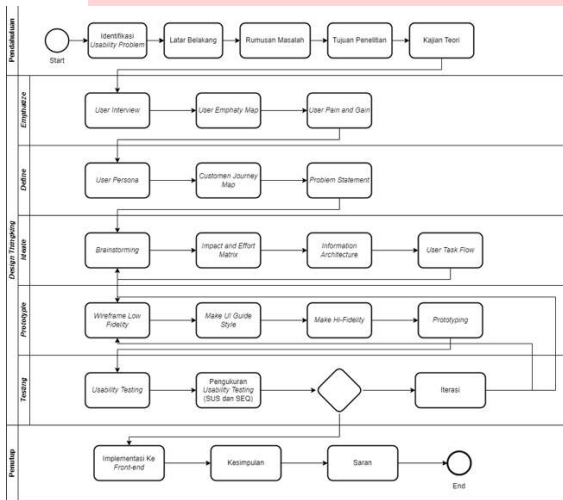 Pendahuluan
Start
Identifikasi
Usability Problem
Latar Belakang
Rumusan Masalah
Tujuan Penelitian
Kajian Teori
Design Thingking
Emphatize
User Interview
User Emphaty Map
User Pain and Gain
Define
User Persona
Customen Journey
Map
Problem Statement
Ideate
Brainstorming
Impact and Effort
Matrix
Information
Architecture
User Task Flow
Prototypie
Wireframe Low
Fidelity
Make UI Guide
Style
Make Hi-Fidelity
Prototyping
Testing
Usability Testing
Pengukuran
Usability Testing
(SUS dan SEQ)
Iterasi
Penutup
Implementasi Ke
Front-end
Kesimpulan
Saran
End